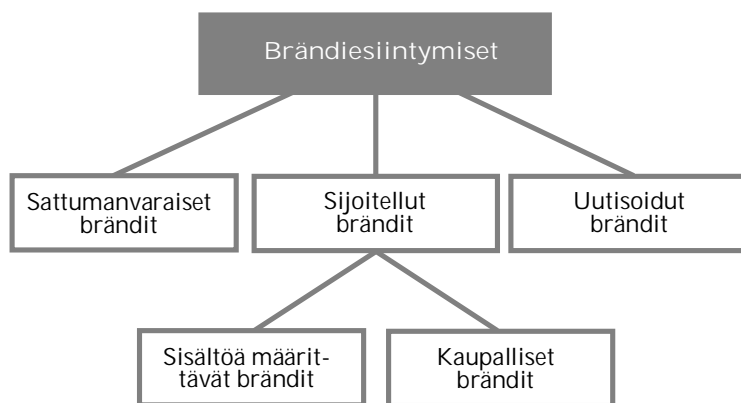 Brändiesiintymiset
Sattumanvaraiset
brändit
Sijoitellut
brändit
Uutisoidut
brändit
Sisältöä määrit-
tävät brändit
Kaupalliset
brändit